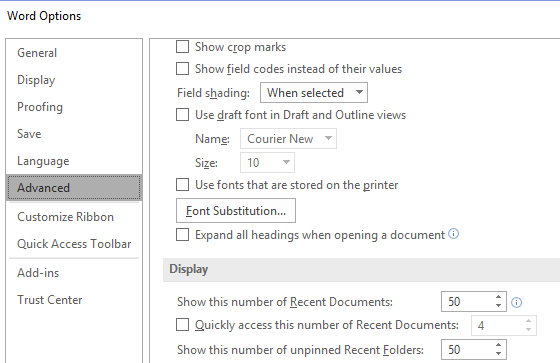 Word Options
General
Display
Proofing
Save
Language
Advanced
Customize Ribbon
Quick Access Toolbar
Add-ins
Trust Center
Show crop marks
Show field codes instead of their values
Field shading: When selected
Use draft font in Draft and Outline views
Name: Courier New
Size: 10
Use fonts that are stored on the printer
Font Substitution...
Expand all headings when opening a document
Display
Show this number of Recent Documents: 50
Quickly access this number of Recent Documents: 4
Show this number of unpinned Recent Folders: 50